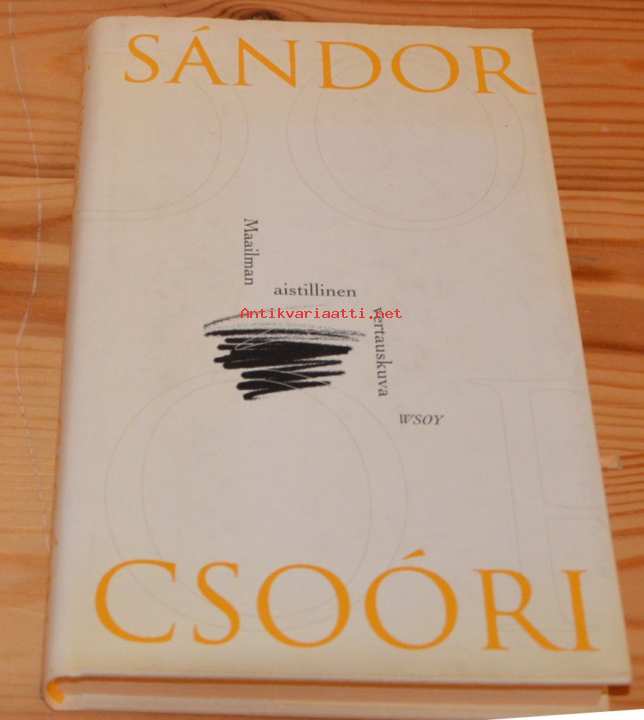 SÁNDOR
Maailman
aistillinen
Antikvariaatti.net
vertauskuva
WSOY
CSOÓRI